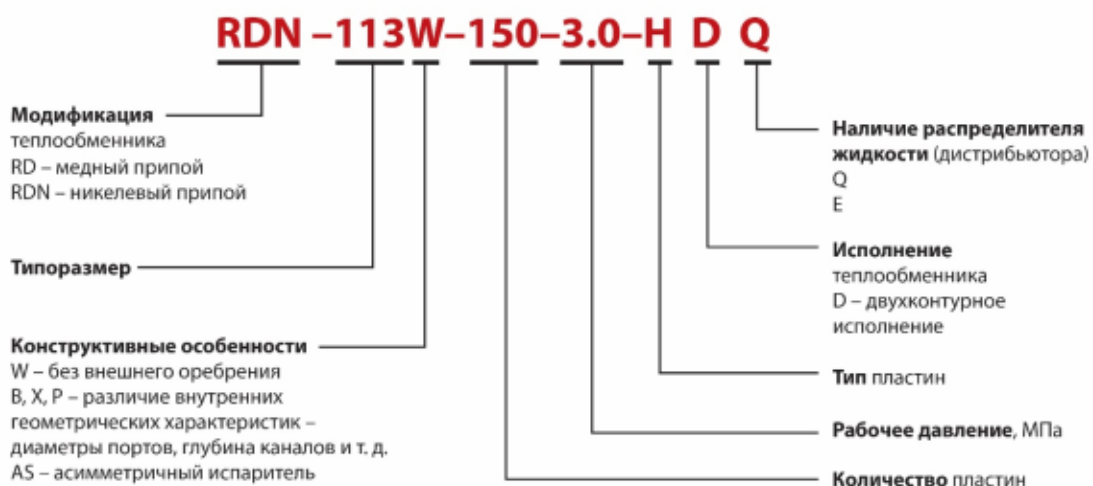 RDN –113W–150–3.0–H D Q
Модификация
теплообменника
RD – медный припой
RDN – никелевый припой
Типоразмер
Конструктивные особенности
W – без внешнего оребрения
B, X, P – различие внутренних
геометрических характеристик –
диаметры портов, глубина каналов и т. д.
AS – асимметричный испаритель
Наличие распределителя
жидкости (дистрибьютора)
Q
E
Исполнение
теплообменника
D – двухконтурное
исполнение
Тип пластин
Рабочее давление, МПа
Количество пластин